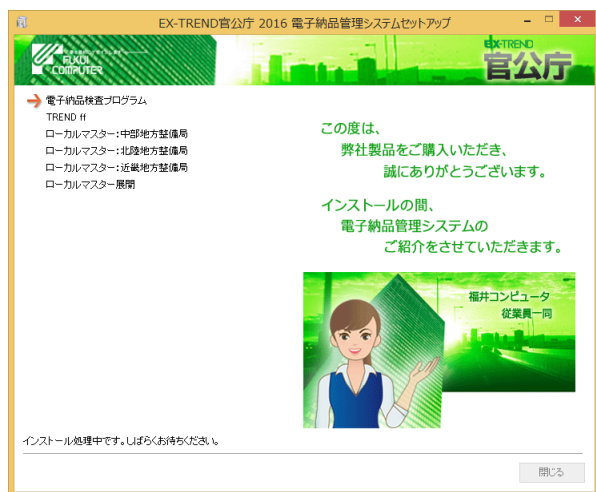 EX-TREND官公庁 2016 電子納品管理システムセットアップ
FUKUI
COMPUTER
EX-TREND
官公庁
電子納品検査プログラム
TREND ff
ローカルマスター:中部地方整備局
ローカルマスター:北陸地方整備局
ローカルマスター:近畿地方整備局
ローカルマスター展開
この度は、
弊社製品をご購入いただき、
誠にありがとうございます。
インストールの間、
電子納品管理システムの
ご紹介をさせていただきます。
福井コンピュータ
従業員一同
インストール処理中です。しばらくお待ちください。
閉じる